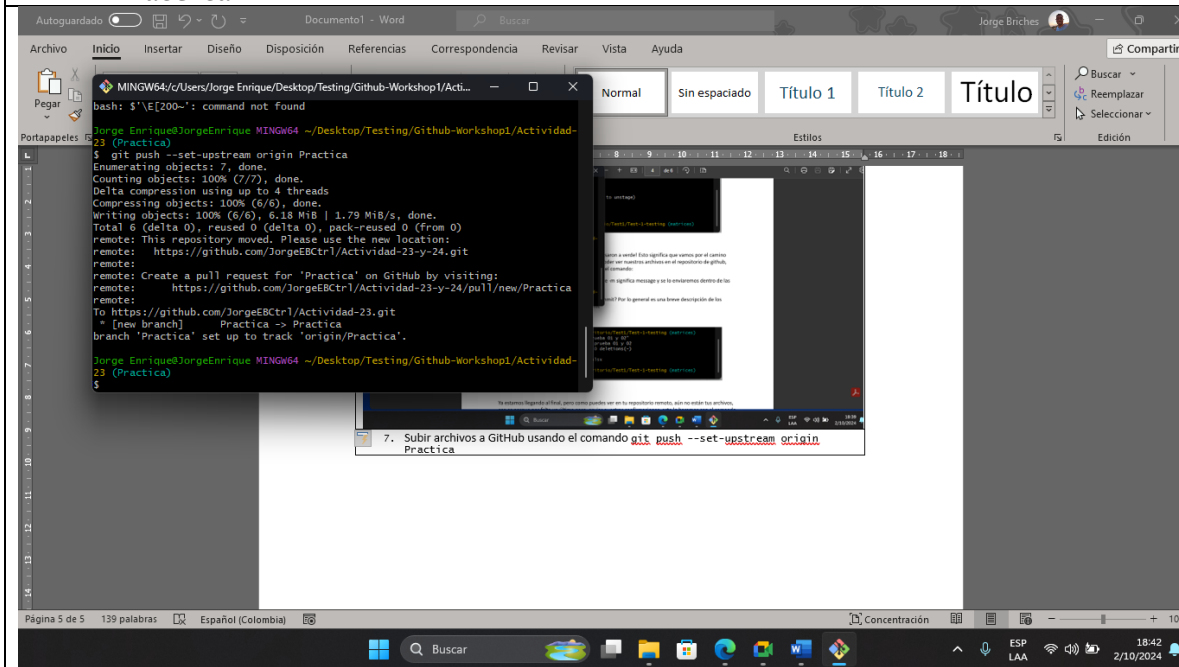 Autoguardado
Documento1 - Word
Buscar
Jorge Briches
Archivo Inicio Insertar Diseño Disposición Referencias Correspondencia Revisar Vista Ayuda
Compartir
Pegar
Portapapeles
Normal
Sin espaciado
Título 1
Título 2
Título
Estilos
Buscar
Reemplazar
Seleccionar
Edición
MINGW64:/c/Users/Jorge Enrique/Desktop/Testing/Github-Workshop1/Acti...
bash: $'\E[200~': command not found
Jorge Enrique@JorgeEnrique MINGW64 ~/Desktop/Testing/Github-Workshop1/Actividad-
23 (Practica)
$  git push --set-upstream origin Practica
Enumerating objects: 7, done.
Counting objects: 100% (7/7), done.
Delta compression using up to 4 threads
Compressing objects: 100% (6/6), done.
Writing objects: 100% (6/6), 6.18 MiB | 1.79 MiB/s, done.
Total 6 (delta 0), reused 0 (delta 0), pack-reused 0 (from 0)
remote: This repository moved. Please use the new location:
remote:   https://github.com/JorgeEBCtrl/Actividad-23-y-24.git
remote:
remote: Create a pull request for 'Practica' on GitHub by visiting:
remote:      https://github.com/JorgeEBCtrl/Actividad-23-y-24/pull/new/Practica
remote:
To https://github.com/JorgeEBCtrl/Actividad-23.git
 * [new branch]      Practica -> Practica
branch 'Practica' set up to track 'origin/Practica'.
Jorge Enrique@JorgeEnrique MINGW64 ~/Desktop/Testing/Github-Workshop1/Actividad-
23 (Practica)
$
8 9 10 11 12 13 14 15 16 17 18
7. Subir archivos a GitHub usando el comando git push --set-upstream origin
Practica
Página 5 de 5 139 palabras Español (Colombia)
Concentración
Buscar
ESP
LAA
18:42
2/10/2024